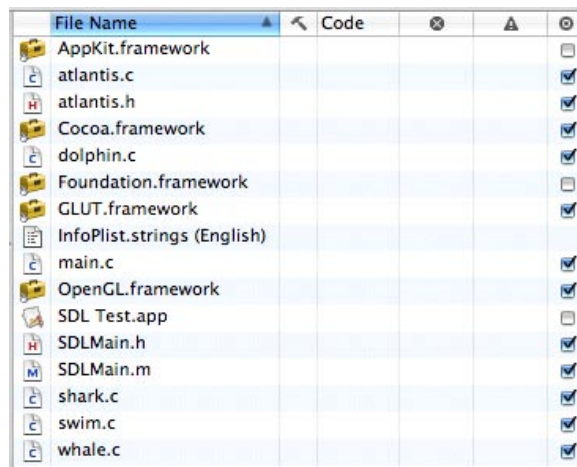 File Name Code
AppKit.framework
c atlantis.c
H atlantis.h
Cocoa.framework
c dolphin.c
Foundation.framework
GLUT.framework
InfoPlist.strings (English)
c main.c
OpenGL.framework
SDL Test.app
H SDLMain.h
M SDLMain.m
c shark.c
c swim.c
c whale.c